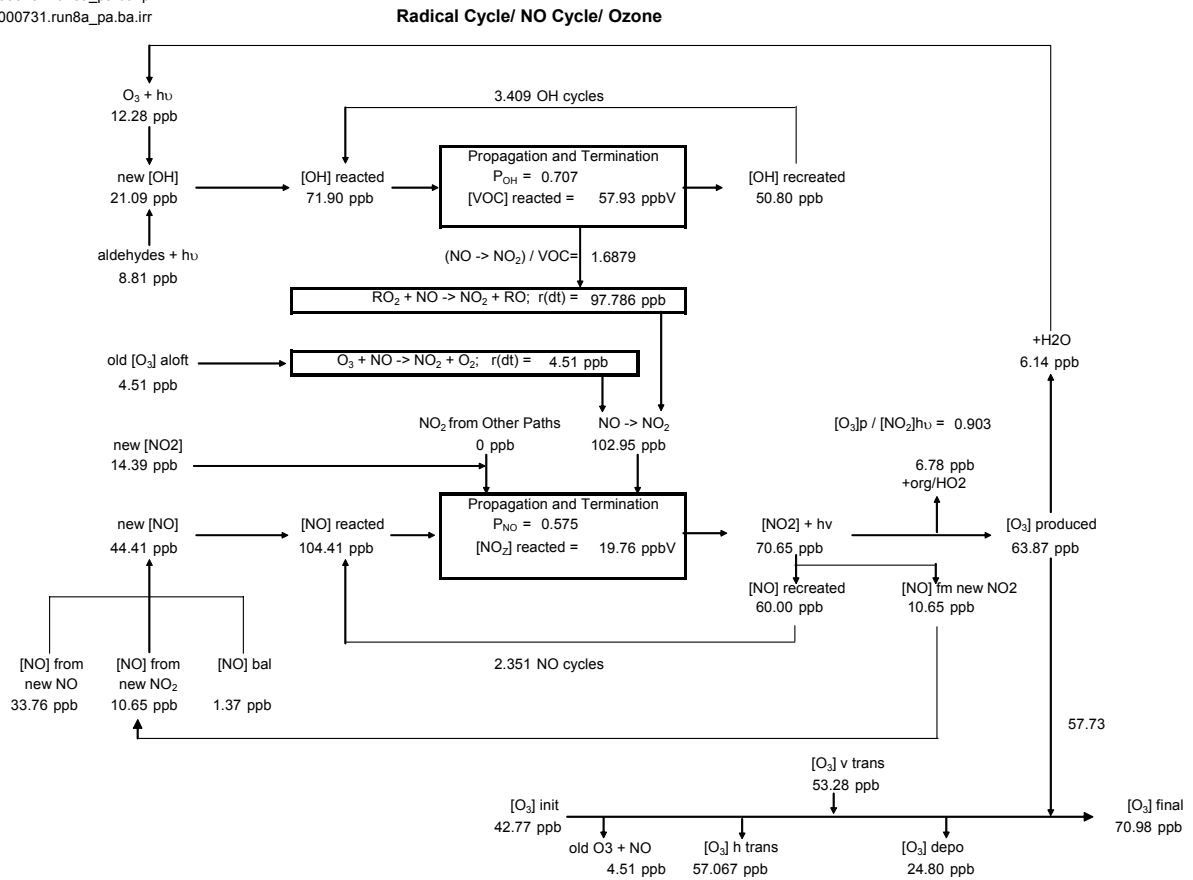 000731.run8a_pa.ba.irr
Radical Cycle/ NO Cycle/ Ozone
O₃ + hυ
12.28 ppb
3.409 OH cycles
new [OH]
21.09 ppb
[OH] reacted
71.90 ppb
Propagation and Termination
P_OH = 0.707
[VOC] reacted = 57.93 ppbV
[OH] recreated
50.80 ppb
aldehydes + hυ
8.81 ppb
(NO -> NO₂) / VOC= 1.6879
RO₂ + NO -> NO₂ + RO; r(dt) = 97.786 ppb
old [O₃] aloft
4.51 ppb
O₃ + NO -> NO₂ + O₂; r(dt) = 4.51 ppb
+H2O
6.14 ppb
NO₂ from Other Paths
0 ppb
NO -> NO₂
102.95 ppb
[O₃]p / [NO₂]hυ = 0.903
new [NO2]
14.39 ppb
6.78 ppb
+org/HO2
new [NO]
44.41 ppb
[NO] reacted
104.41 ppb
Propagation and Termination
P_NO = 0.575
[NO_Z] reacted = 19.76 ppbV
[NO2] + hv
70.65 ppb
[O₃] produced
63.87 ppb
[NO] recreated
60.00 ppb
[NO] fm new NO2
10.65 ppb
2.351 NO cycles
[NO] from
new NO
33.76 ppb
[NO] from
new NO₂
10.65 ppb
[NO] bal
1.37 ppb
57.73
[O₃] v trans
53.28 ppb
[O₃] init
42.77 ppb
[O₃] final
70.98 ppb
old O3 + NO
4.51 ppb
[O₃] h trans
57.067 ppb
[O₃] depo
24.80 ppb